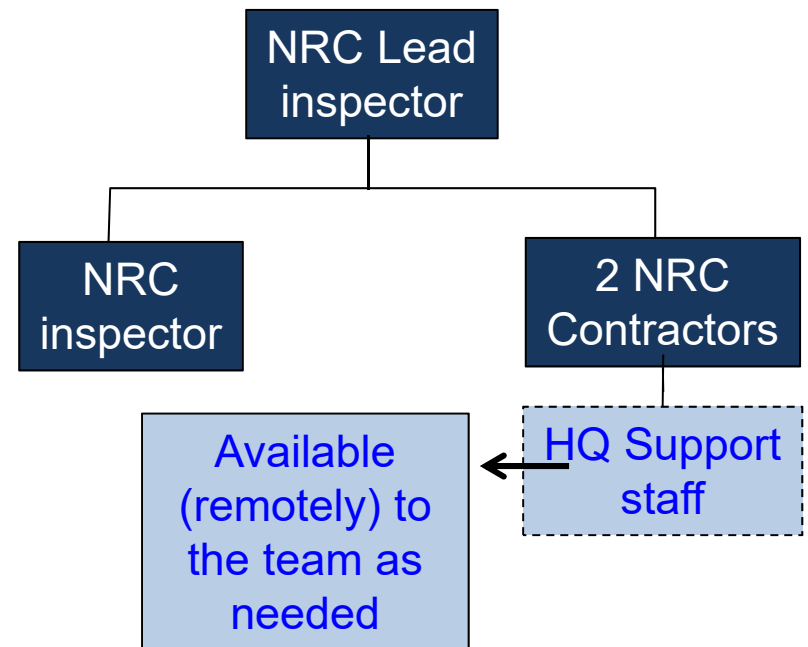 NRC Lead
inspector
NRC
inspector
2 NRC
Contractors
Available
(remotely) to
the team as
needed
HQ Support
staff